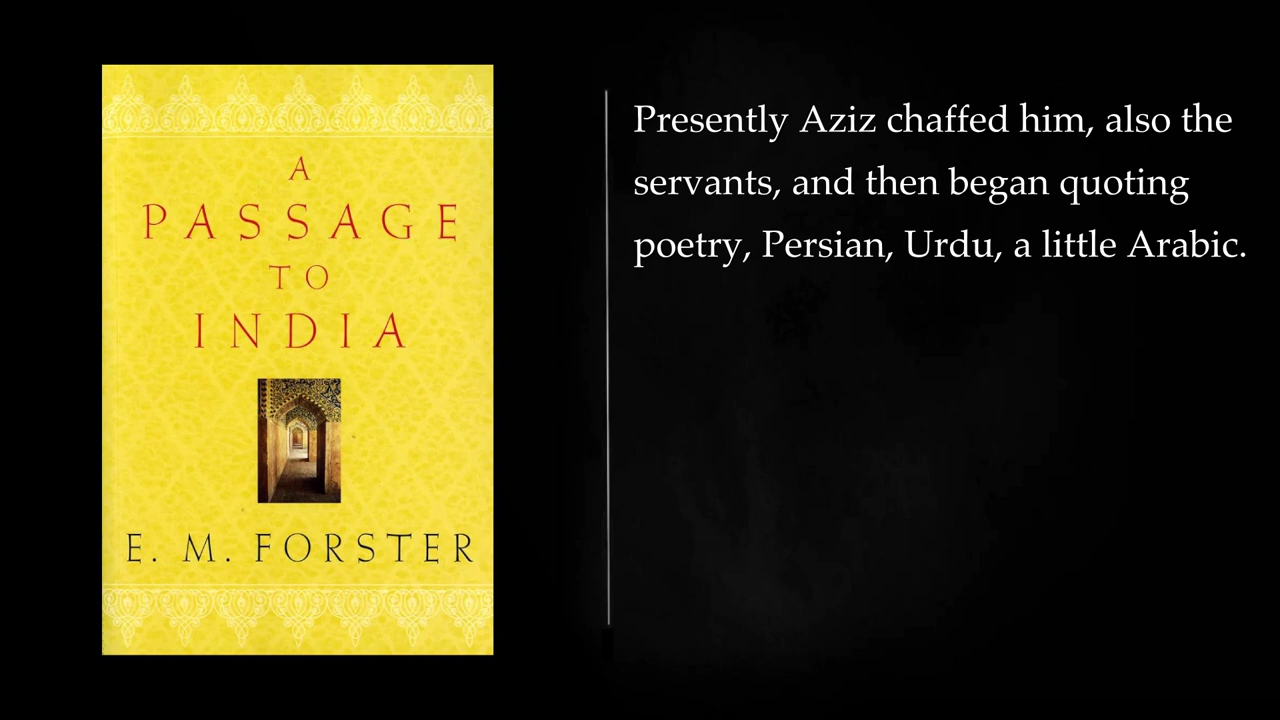 A
PASSAGE
TO
INDIA
E. M. FORSTER
Presently Aziz chaffed him, also the
servants, and then began quoting
poetry, Persian, Urdu, a little Arabic.